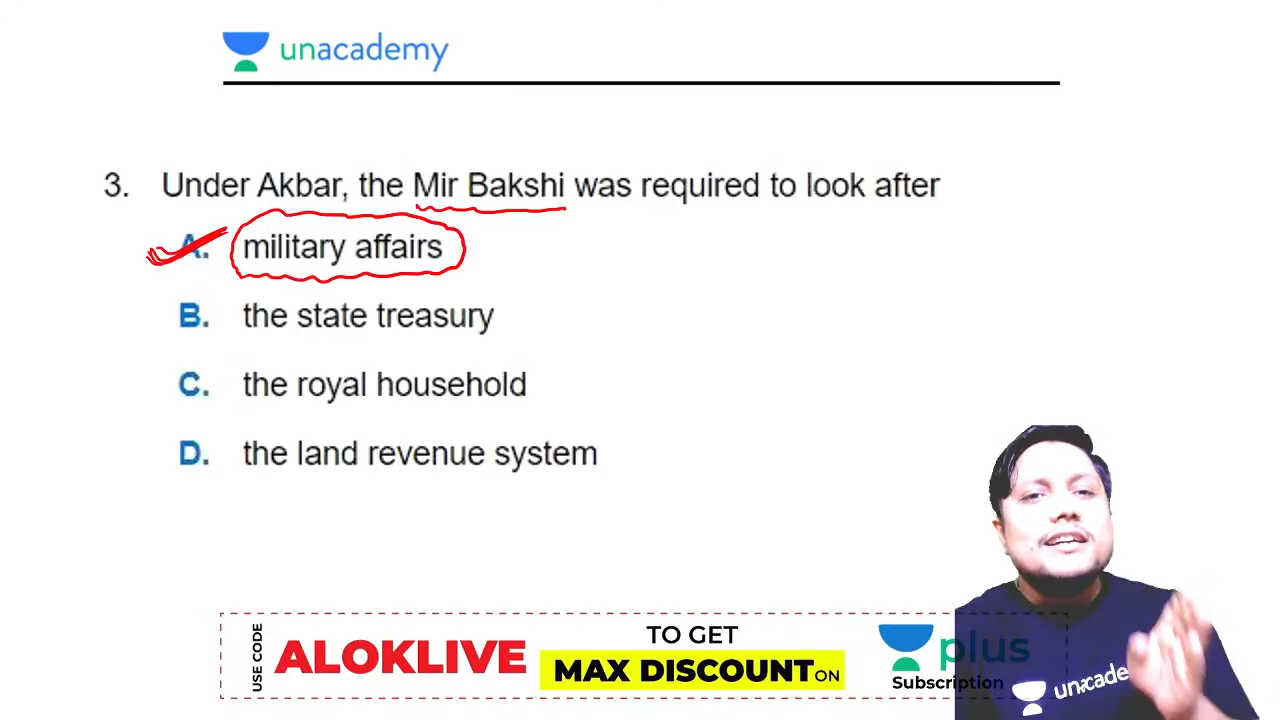 unacademy
3. Under Akbar, the Mir Bakshi was required to look after
A. military affairs
B. the state treasury
C. the royal household
D. the land revenue system
USE CODE
ALOKLIVE
TO GET
MAX DISCOUNT ON
plus
Subscription
unacademy